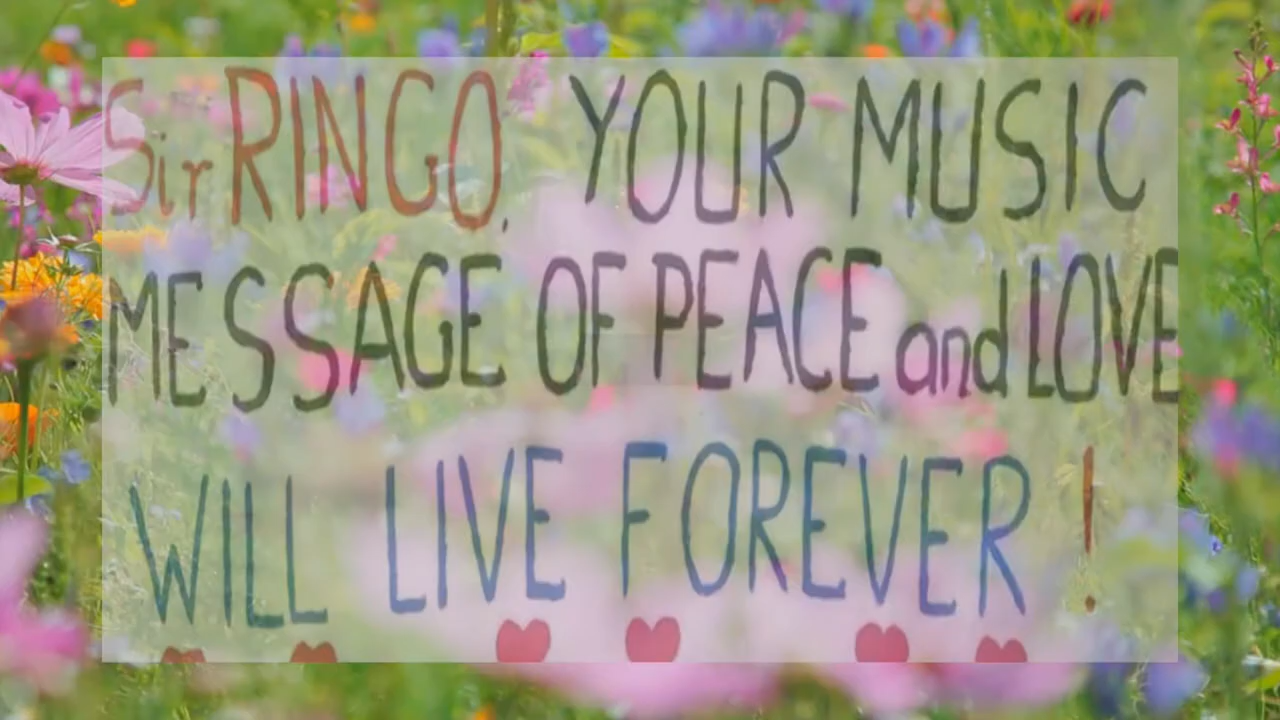 Sir RINGO, YOUR MUSIC
MESSAGE OF PEACE and LOVE
WILL LIVE FOREVER !